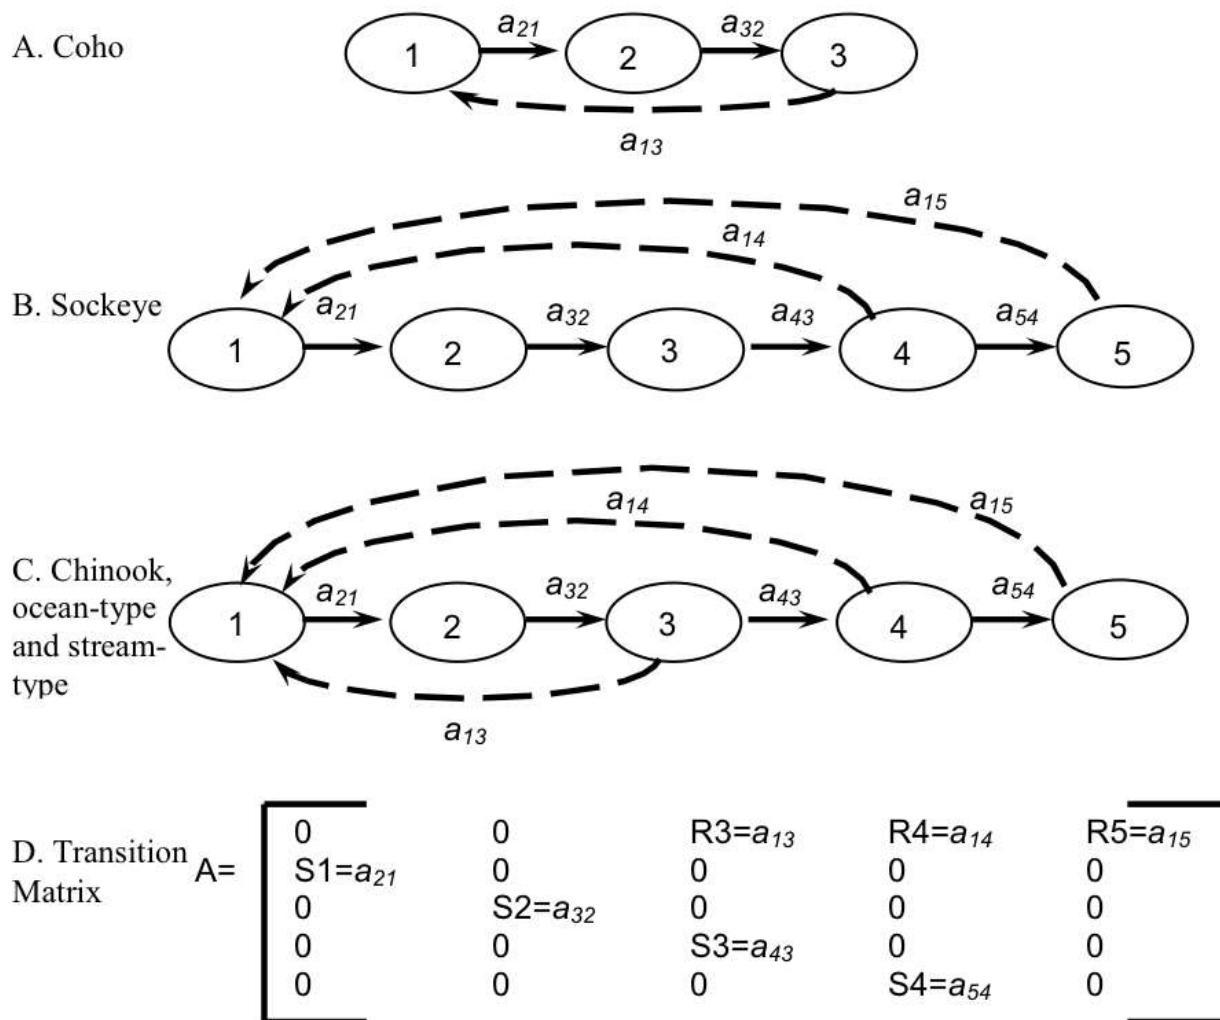 A. Coho
1 a21 2 a32 3
a13
a15
a14
B. Sockeye
a21 a32 a43 a54
1 2 3 4 5
a15
a14
C. Chinook,
ocean-type
and stream-
type
a21 a32 a43 a54
1 2 3 4 5
a13
D. Transition
Matrix
A=
0 0 R3=a13 R4=a14 R5=a15
S1=a21 0 0 0 0
0 S2=a32 0 0 0
0 0 S3=a43 0 0
0 0 0 S4=a54 0